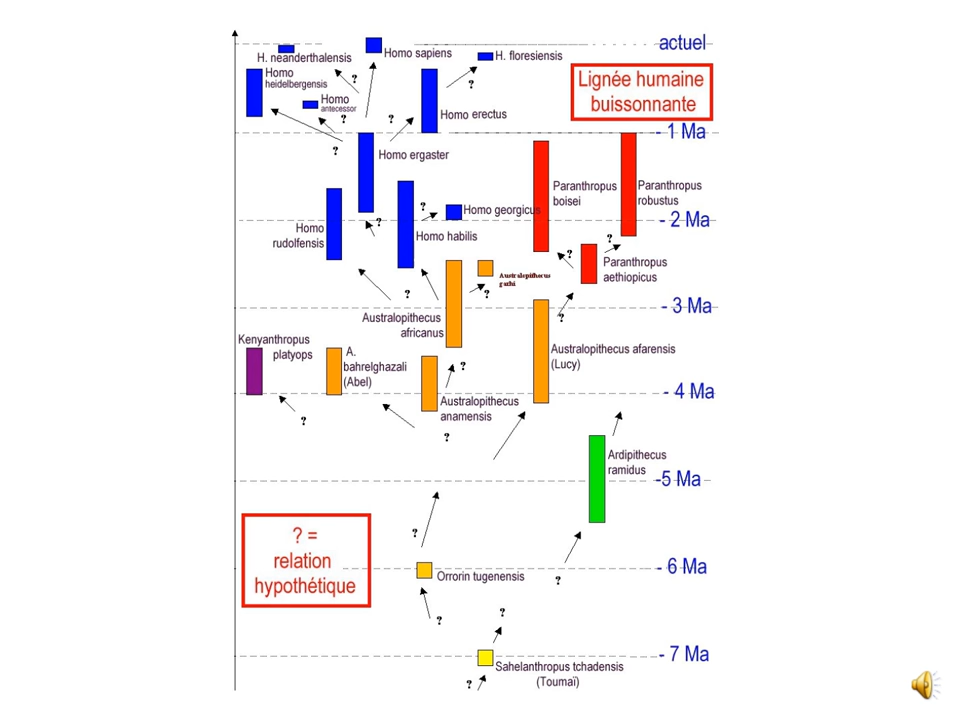 actuel
H. neanderthalensis
Homo sapiens
H. floresiensis
Homo
heidelbergensis
?
?
Lignée humaine
buissonnante
Homo
antecessor
?
?
Homo erectus
- 1 Ma
?
Homo ergaster
Paranthropus
boisei
Paranthropus
robustus
?
Homo georgicus
- 2 Ma
?
Homo
rudolfensis
Homo habilis
?
?
Paranthropus
aethiopicus
Australopithecus
garhi
?
?
- 3 Ma
?
Australopithecus
africanus
Kenyanthropus
platyops
A.
bahrelghazali
(Abel)
Australopithecus afarensis
(Lucy)
?
- 4 Ma
Australopithecus
anamensis
?
?
Ardipithecus
ramidus
-5 Ma
? =
relation
hypothétique
?
- 6 Ma
Orrorin tugenensis
?
?
?
- 7 Ma
Sahelanthropus tchadensis
(Toumaï)
?